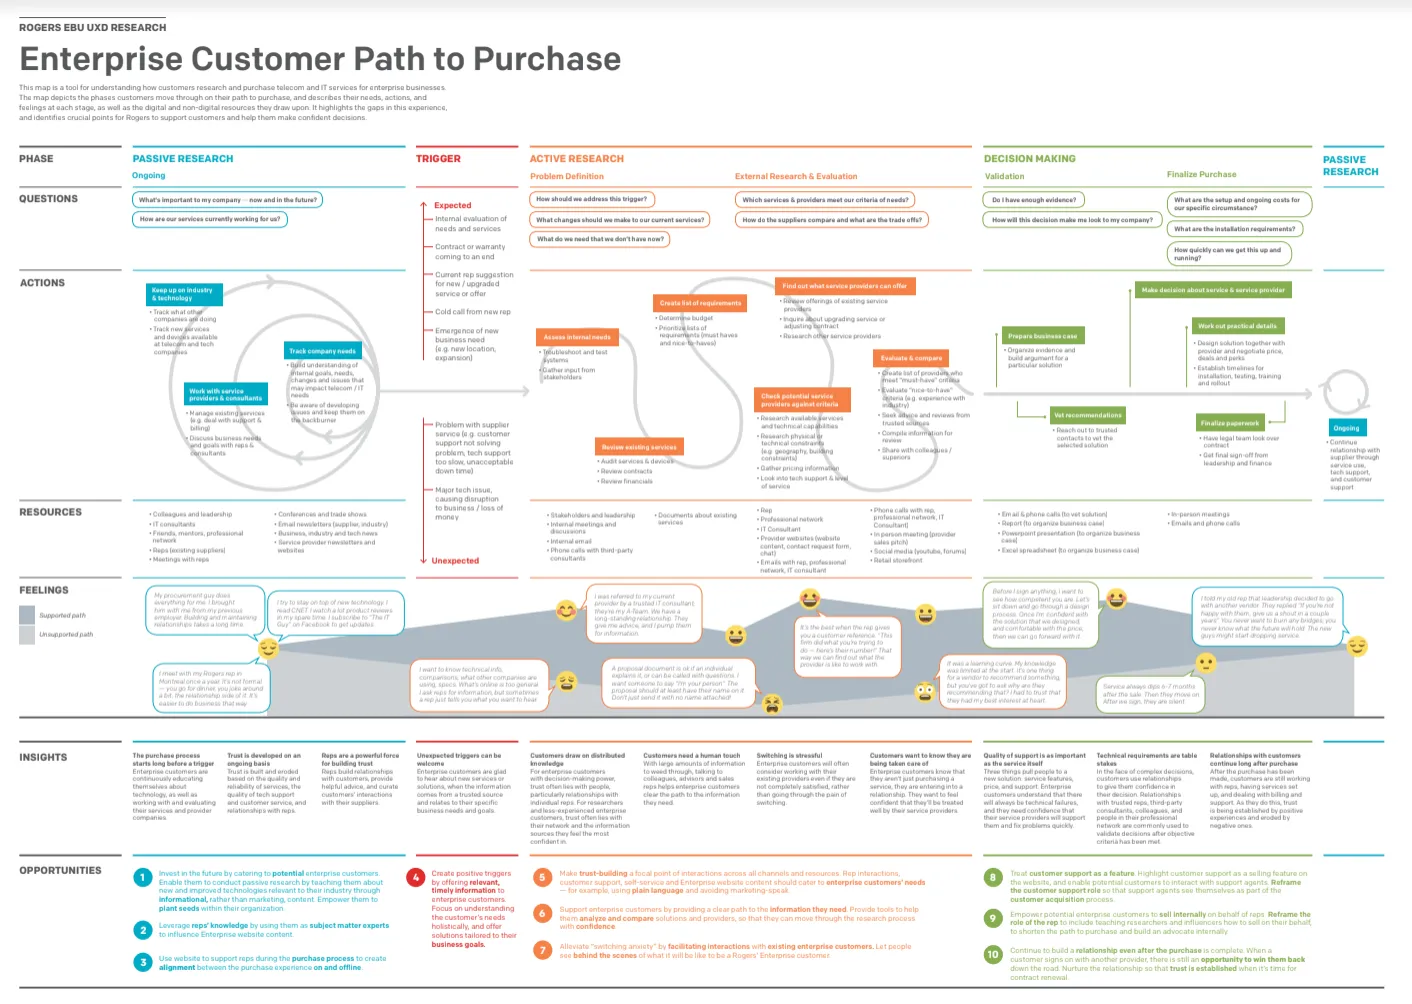 ROGERS EBU UXD RESEARCH
Enterprise Customer Path to Purchase
This map is a tool for understanding how customers research and purchase telecom and IT services for enterprise businesses.
The map depicts the phases customers move through on their path to purchase, and describes their needs, actions, and
feelings at each stage, as well as the digital and non-digital resources they draw upon. It highlights the gaps in this experience,
and identifies crucial points for Rogers to support customers and help them make confident decisions.
PHASE
PASSIVE RESEARCH
Ongoing
TRIGGER
ACTIVE RESEARCH
Problem Definition
External Research & Evaluation
DECISION MAKING
Validation
Finalize Purchase
PASSIVE
RESEARCH
QUESTIONS
What's important to my company — now and in the future?
How are our services currently working for us?
How should we address this trigger?
What changes should we make to our current services?
What do we need that we don't have now?
Which services & providers meet our criteria of needs?
How do the suppliers compare and what are the trade offs?
Do I have enough evidence?
How will this decision make me look to my company?
What are the setup and ongoing costs for
our specific circumstance?
What are the installation requirements?
How quickly can we get this up and
running?
Expected
Internal evaluation of
needs and services
Contract or warranty
coming to an end
Current rep suggestion
for new / upgraded
service or offer
Cold call from new rep
Emergence of new
business need
(e.g. new location,
expansion)
Problem with supplier
service (e.g. customer
support not solving
problem, tech support
too slow, unacceptable
down time)
Major tech issue,
causing disruption
to business / loss of
money
Unexpected
ACTIONS
Keep up on industry
& technology
• Track what other
companies are doing
• Track new services
and devices available
at telecom and tech
companies
Track company needs
• Build understanding of
internal goals, needs,
changes and issues that
may impact telecom / IT
needs
• Be aware of developing
issues and keep them on
the backburner
Work with service
providers & consultants
• Manage existing services
(e.g. deal with support &
billing)
• Discuss business needs
and goals with reps &
consultants
Assess internal needs
• Troubleshoot and test
systems
• Gather input from
stakeholders
Review existing services
• Audit services & devices
• Review contracts
• Review financials
Create list of requirements
• Determine budget
• Prioritize lists of
requirements (must haves
and nice-to-haves)
Find out what service providers can offer
• Review offerings of existing service
providers
• Inquire about upgrading service or
adjusting contract
• Research other service providers
Check potential service
providers against criteria
• Research available services
and technical capabilities
• Research physical or
technical constraints
(e.g. geography, building
constraints)
• Gather pricing information
• Look into tech support & level
of service
Evaluate & compare
• Create list of providers who
meet "must-have" criteria
• Evaluate "nice-to-have"
criteria (e.g. experience with
industry)
• Seek advice and reviews from
trusted sources
• Compile information for
review
• Share with colleagues /
superiors
Make decision about service & service provider
Prepare business case
• Organize evidence and
build argument for a
particular solution
Work out practical details
• Design solution together with
provider and negotiate price,
deals and perks
• Establish timelines for
installation, testing, training
and rollout
Vet recommendations
• Reach out to trusted
contacts to vet the
selected solution
Finalize paperwork
• Have legal team look over
contract
• Get final sign-off from
leadership and finance
Ongoing
• Continue
relationship with
supplier through
service use,
tech support,
and customer
support
RESOURCES
• Colleagues and leadership
• IT consultants
• Friends, mentors, professional
network
• Reps (existing suppliers)
• Meetings with reps
• Conferences and trade shows
• Email newsletters (supplier, industry)
• Business, industry and tech news
• Service provider newsletters and
websites
• Stakeholders and leadership
• Internal meetings and
discussions
• Internal email
• Phone calls with third-party
consultants
• Documents about existing
services
• Rep
• Professional network
• IT Consultant
• Provider websites (website
content, contact request form,
chat)
• Emails with rep, professional
network, IT consultant
• Phone calls with rep,
professional network, IT
Consultant)
• In person meeting (provider
sales pitch)
• Social media (youtube, forums)
• Retail storefront
• Email & phone calls (to vet solution)
• Report (to organize business case)
• Powerpoint presentation (to organize business
case)
• Excel spreadsheet (to organize business case)
• In-person meetings
• Emails and phone calls
FEELINGS
Supported path
Unsupported path
My procurement guy does
everything for me. I brought
him with me from my previous
employer. Building and maintaining
relationships takes a long time.
I try to stay on top of new technology. I
read CNET. I watch a lot product reviews
in my spare time. I subscribe to "The IT
Guy" on Facebook to get updates.
I meet with my Rogers rep in
Montreal once a year. It's not formal
— you go for dinner, you joke around
a bit, the relationship side of it. It's
easier to do business that way.
I was referred to my current
provider by a trusted IT consultant;
they're my A-Team. We have a
long-standing relationship. They
give me advice, and I pump them
for information.
I want to know technical info,
comparisons, what other companies are
using, specs. What's online is too general.
I ask reps for information, but sometimes
a rep just tells you what you want to hear.
A proposal document is ok if an individual
explains it, or can be called with questions. I
want someone to say "I'm your person." The
proposal should at least have their name on it.
Don't just send it with no name attached!
It's the best when the rep gives
you a customer reference. "This
firm did what you're trying to
do — here's their number!" That
way we can find out what the
provider is like to work with.
It was a learning curve. My knowledge
was limited at the start. It's one thing
for a vendor to recommend something,
but you've got to ask why are they
recommending that? I had to trust that
they had my best interest at heart.
Before I sign anything, I want to
see how competent you are. Let's
sit down and go through a design
process. Once I'm confident with
the solution that we designed,
and comfortable with the price,
then we can go forward with it.
Service always dips 6-7 months
after the sale. Then they move on.
After we sign, they are silent.
I told my old rep that leadership decided to go
with another vendor. They replied "If you're not
happy with them, give us a shout in a couple
years". You never want to burn any bridges, you
never know what the future will hold. The new
guys might start dropping service.
INSIGHTS
The purchase process
starts long before a trigger
Enterprise customers are
continuously educating
themselves about
technology, as well as
working with and evaluating
their services and provider
companies.
Trust is developed on an
ongoing basis
Trust is built and eroded
based on the quality and
reliability of services, the
quality of tech support
and customer service, and
relationships with reps.
Reps are a powerful force
for building trust
Reps build relationships
with customers, provide
helpful advice, and curate
customers' interactions
with their suppliers.
Unexpected triggers can be
welcome
Enterprise customers are glad
to hear about new services or
solutions, when the information
comes from a trusted source
and relates to their specific
business needs and goals.
Customers draw on distributed
knowledge
For enterprise customers
with decision-making power,
trust often lies with people,
particularly relationships with
individual reps. For researchers
and less-experienced enterprise
customers, trust often lies with
their network and the information
sources they feel the most
confident in.
Customers need a human touch
With large amounts of information
to weed through, talking to
colleagues, advisors and sales
reps helps enterprise customers
clear the path to the information
they need.
Switching is stressful
Enterprise customers will often
consider working with their
existing providers even if they are
not completely satisfied, rather
than going through the pain of
switching.
Customers want to know they are
being taken care of
Enterprise customers know that
they aren't just purchasing a
service, they are entering into a
relationship. They want to feel
confident that they'll be treated
well by their service providers.
Quality of support is as important
as the service itself
Three things pull people to a
new solution: service features,
price, and support. Enterprise
customers understand that there
will always be technical failures,
and they need confidence that
their service providers will support
them and fix problems quickly.
Technical requirements are table
stakes
In the face of complex decisions,
customers use relationships
to give them confidence in
their decision. Relationships
with trusted reps, third-party
consultants, colleagues, and
people in their professional
network are commonly used to
validate decisions after objective
criteria has been met.
Relationships with customers
continue long after purchase
After the purchase has been
made, customers are still working
with reps, having services set
up, and dealing with billing and
support. As they do this, trust
is being established by positive
experiences and eroded by
negative ones.
OPPORTUNITIES
1
Invest in the future by catering to potential enterprise customers.
Enable them to conduct passive research by teaching them about
new and improved technologies relevant to their industry through
informational, rather than marketing, content. Empower them to
plant seeds within their organization.
2
Leverage reps' knowledge by using them as subject matter experts
to influence Enterprise website content.
3
Use website to support reps during the purchase process to create
alignment between the purchase experience on and offline.
4
Create positive triggers
by offering relevant,
timely information to
enterprise customers.
Focus on understanding
the customer's needs
holistically, and offer
solutions tailored to their
business goals.
5
Make trust-building a focal point of interactions across all channels and resources. Rep interactions,
customer support, self-service and Enterprise website content should cater to enterprise customers' needs
— for example, using plain language and avoiding marketing-speak.
6
Support enterprise customers by providing a clear path to the information they need. Provide tools to help
them analyze and compare solutions and providers, so that they can move through the research process
with confidence.
7
Alleviate "switching anxiety" by facilitating interactions with existing enterprise customers. Let people
see behind the scenes of what it will be like to be a Rogers' Enterprise customer.
8
Treat customer support as a feature. Highlight customer support as a selling feature on
the website, and enable potential customers to interact with support agents. Reframe
the customer support role so that support agents see themselves as part of the
customer acquisition process.
9
Empower potential enterprise customers to sell internally on behalf of reps. Reframe the
role of the rep to include teaching researchers and influencers how to sell on their behalf,
to shorten the path to purchase and build an advocate internally.
10
Continue to build a relationship even after the purchase is complete. When a
customer signs on with another provider, there is still an opportunity to win them back
down the road. Nurture the relationship so that trust is established when it's time for
contract renewal.